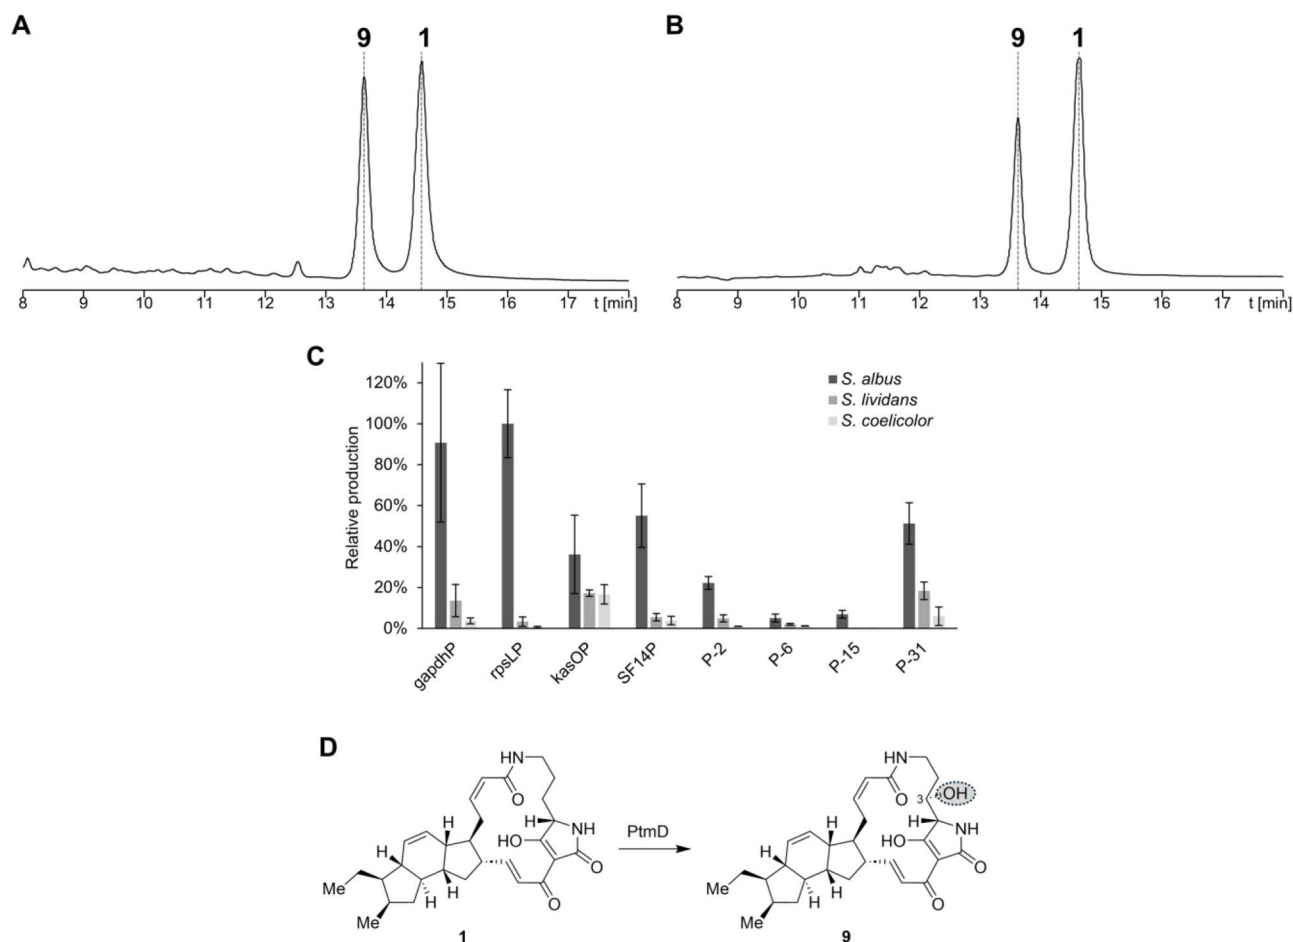 A
9 1
8 9 10 11 12 13 14 15 16 17 t [min]
B
9 1
8 9 10 11 12 13 14 15 16 17 t [min]
C
Relative production
120%
100%
80%
60%
40%
20%
0%
S. albus
S. lividans
S. coelicolor
gapdhP rpsLP kasOP SF14P P-2 P-6 P-15 P-31
D
HN
O
H
NH
HO
O
H
H
H
H
O
Me
Me
1
PtmD
HN
O
3
OH
H
NH
HO
O
H
H
H
H
O
Me
Me
9